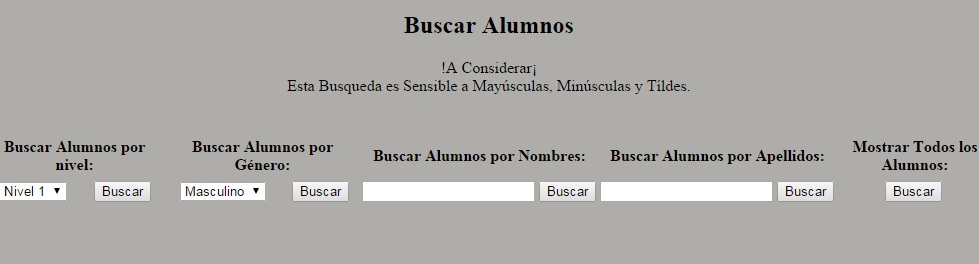 Buscar Alumnos
!A Considerar¡
Esta Busqueda es Sensible a Mayúsculas, Minúsculas y Tíldes.
Buscar Alumnos por
nivel:
Buscar Alumnos por
Género:
Buscar Alumnos por Nombres:
Buscar Alumnos por Apellidos:
Mostrar Todos los
Alumnos:
Nivel 1 Buscar Masculino Buscar Buscar Buscar Buscar